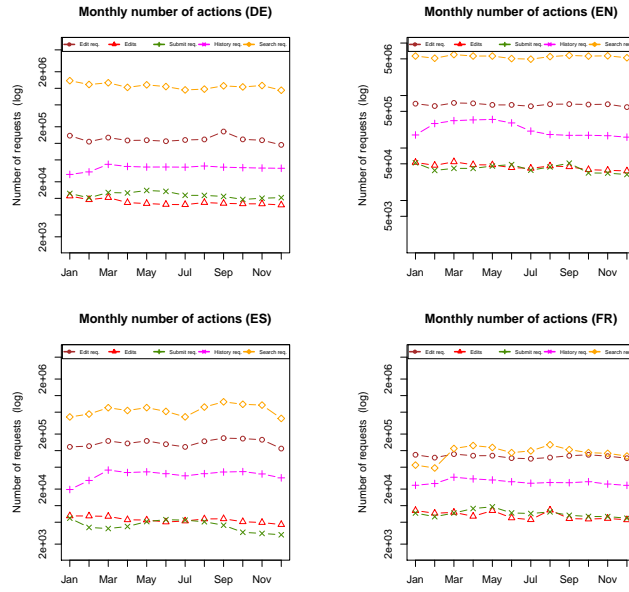 Monthly number of actions (DE)
Number of requests (log)
2e+03 2e+04 2e+05 2e+06
Edit req. Edits Submit req. History req. Search req.
Jan Mar May Jul Sep Nov
Monthly number of actions (EN)
Number of requests (log)
5e+03 5e+04 5e+05 5e+06
Edit req. Edits Submit req. History req. Search rec
Jan Mar May Jul Sep Nov
Monthly number of actions (ES)
Number of requests (log)
2e+03 2e+04 2e+05 2e+06
Edit req. Edits Submit req. History req. Search req.
Jan Mar May Jul Sep Nov
Monthly number of actions (FR)
Number of requests (log)
2e+03 2e+04 2e+05 2e+06
Edit req. Edits Submit req. History req. Search rec
Jan Mar May Jul Sep Nov